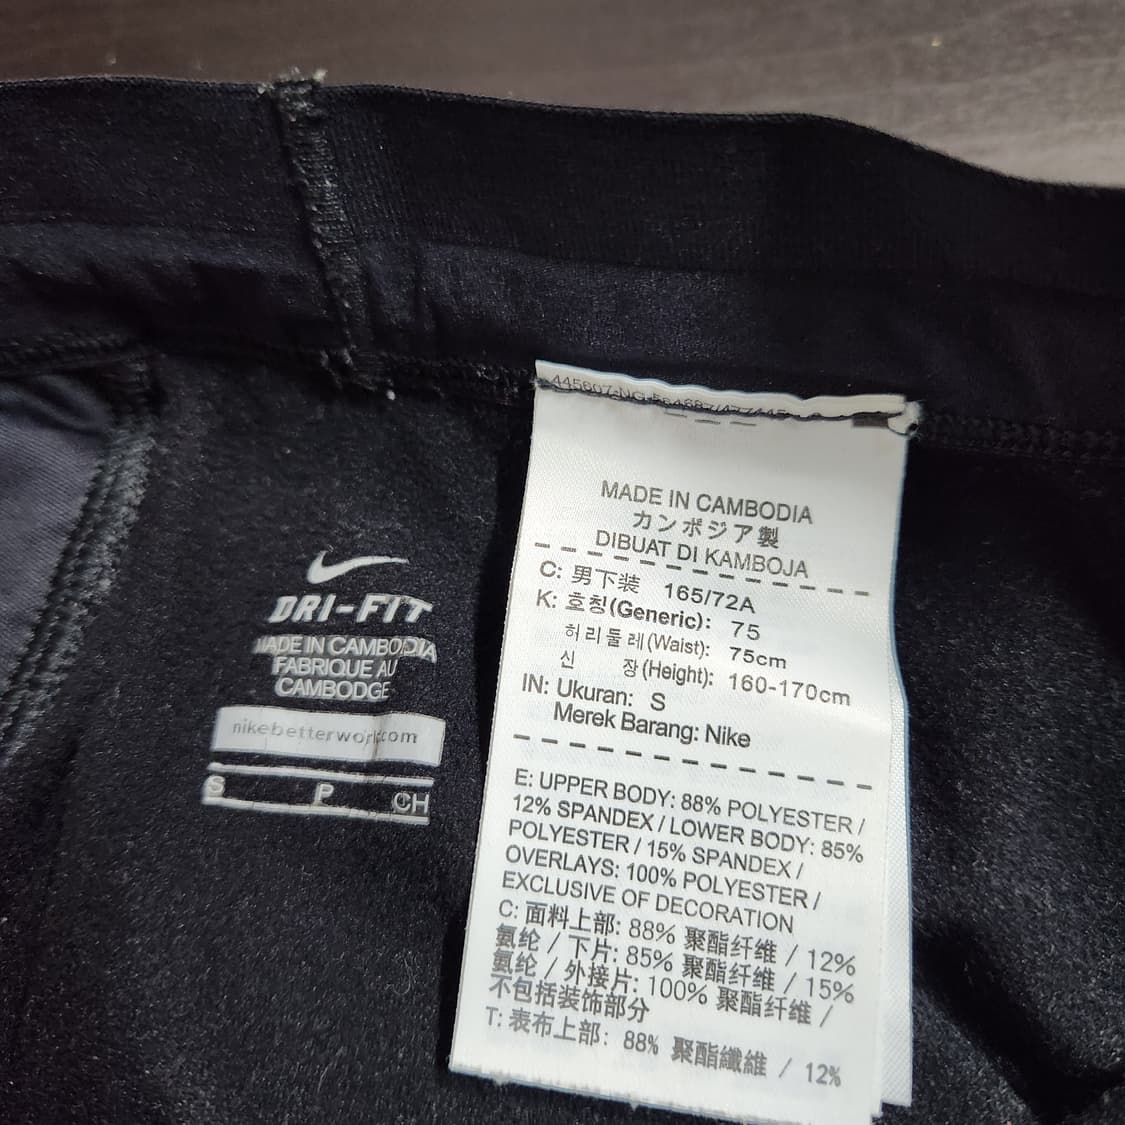 DRI-FIT
MADE IN CAMBODIA
FABRIQUE AU
CAMBODGE
nikebetterworld.com
S P CH
MADE IN CAMBODIA
カンボジア製
DIBUAT DI KAMBOJA
C: 男下装 165/72A
K: 호칭(Generic): 75
허리둘레(Waist): 75cm
신 장(Height): 160-170cm
IN: Ukuran: S
Merek Barang: Nike
E: UPPER BODY: 88% POLYESTER /
12% SPANDEX / LOWER BODY: 85%
POLYESTER / 15% SPANDEX /
OVERLAYS: 100% POLYESTER /
EXCLUSIVE OF DECORATION
C: 面料上部: 88% 聚酯纤维 / 12%
氨纶 / 下片: 85% 聚酯纤维 / 15%
氨纶 / 外接片: 100% 聚酯纤维 /
不包括装饰部分
T: 表布上部: 88% 聚酯纖維 / 12%